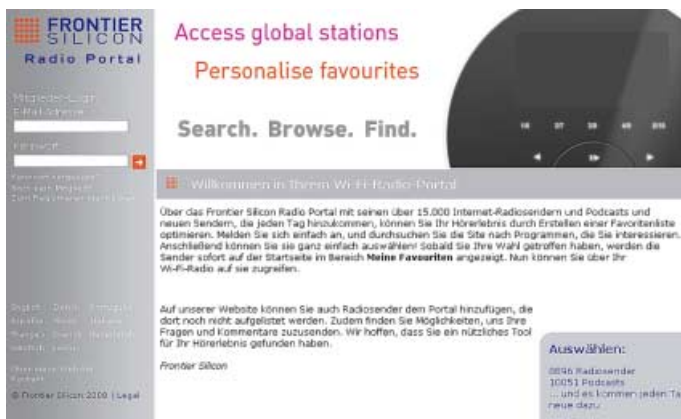 FRONTIER
SILICON
Radio Portal
Mitglieder-Login
E-Mail-Adresse
Access global stations
Personalise favourites
Search. Browse. Find.
Willkommen in Ihrem Wi-Fi-Radio-Portal
Über das Frontier Silicon Radio Portal mit seinen über 15.000 Internet-Radiosendern und Podcasts und
neuen Sendern, die jeden Tag hinzukommen, können Sie Ihr Hörerlebnis durch Erstellen einer Favoritenliste
optimieren. Melden Sie sich einfach an, und durchsuchen Sie die Site nach Programmen, die Sie interessieren.
Anschließend können Sie sie ganz einfach auswählen! Sobald Sie Ihre Wahl getroffen haben, werden die
Sender sofort auf der Startseite im Bereich Meine Favouriten angezeigt. Nun können Sie über Ihr
Wi-Fi-Radio auf sie zugreifen.
Auf unserer Website können Sie auch Radiosender dem Portal hinzufügen, die
dort noch nicht aufgelistet werden. Zudem finden Sie Möglichkeiten, uns Ihre
Fragen und Kommentare zuzusenden. Wir hoffen, dass Sie ein nützliches Tool
für Ihr Hörerlebnis gefunden haben.
Frontier Silicon
Auswählen:
Radiosender
10051 Podcasts
... und es kommen jeden Ta
neue dazu
© Frontier Silicon 2008 | Legal